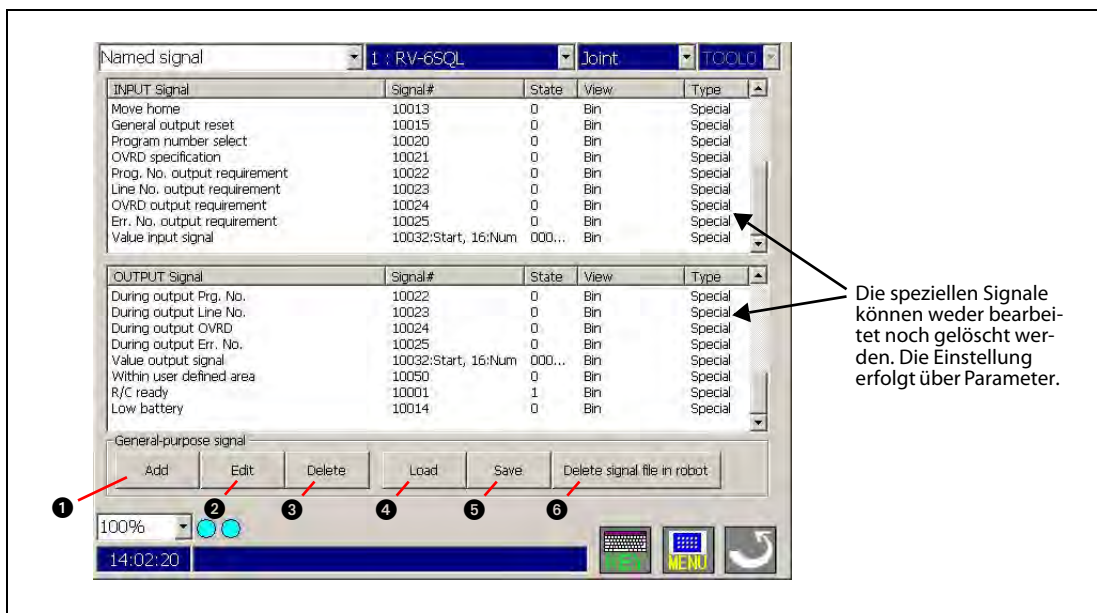 Named signal 1 : RV-6SQL Joint TOOL0
INPUT Signal Signal# State View Type
Move home 10013 0 Bin Special
General output reset 10015 0 Bin Special
Program number select 10020 0 Bin Special
OVRD specification 10021 0 Bin Special
Prog. No. output requirement 10022 0 Bin Special
Line No. output requirement 10023 0 Bin Special
OVRD output requirement 10024 0 Bin Special
Err. No. output requirement 10025 0 Bin Special
Value input signal 10032:Start, 16:Num 000... Bin Special
OUTPUT Signal Signal# State View Type
During output Prg. No. 10022 0 Bin Special
During output Line No. 10023 0 Bin Special
During output OVRD 10024 0 Bin Special
During output Err. No. 10025 0 Bin Special
Value output signal 10032:Start, 16:Num 000... Bin Special
Within user defined area 10050 0 Bin Special
R/C ready 10001 1 Bin Special
Low battery 10014 0 Bin Special
Die speziellen Signale
können weder bearbei-
tet noch gelöscht wer-
den. Die Einstellung
erfolgt über Parameter.
General-purpose signal
Add Edit Delete Load Save Delete signal file in robot
❶ ❷ ❸ ❹ ❺ ❻
100%
14:02:20
MENU